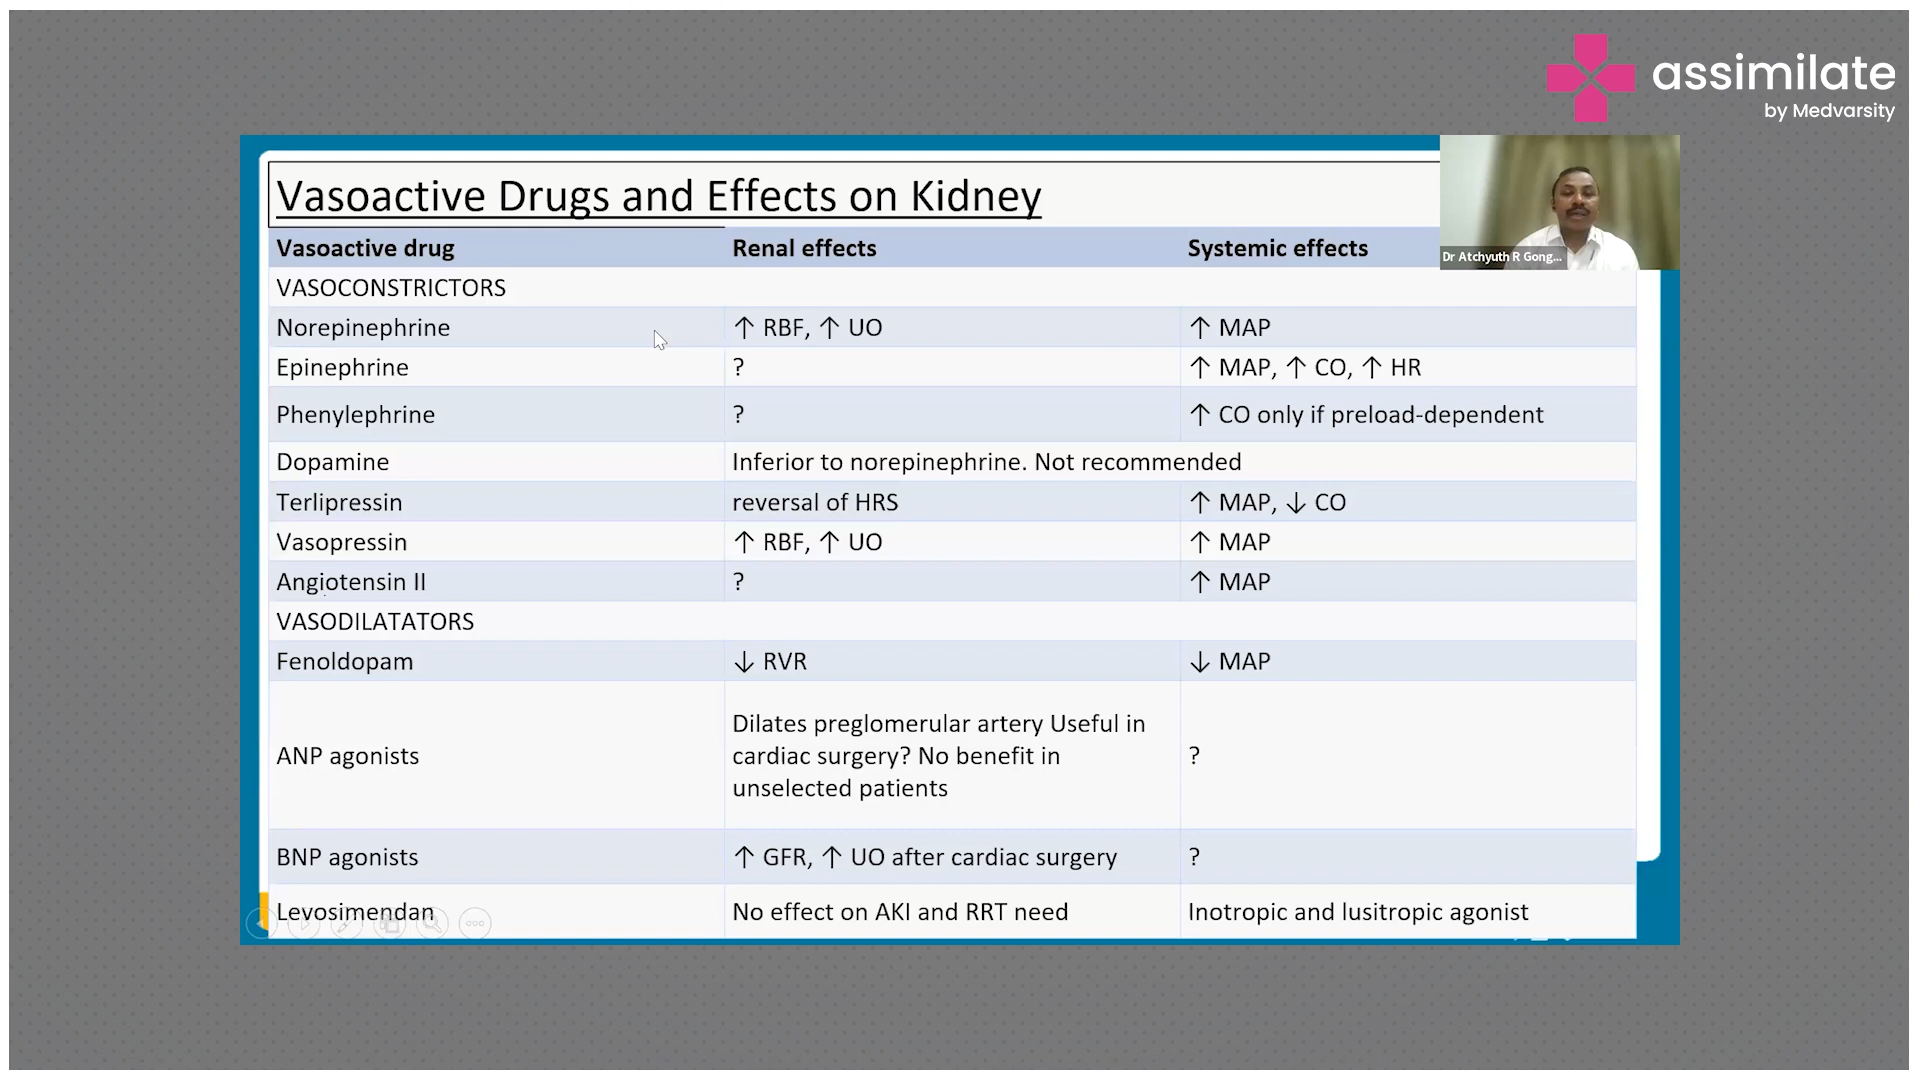 assimilate
by Medvarsity
Vasoactive Drugs and Effects on Kidney
Dr Atchyuth R Gong...
Vasoactive drug Renal effects Systemic effects
VASOCONSTRICTORS
Norepinephrine ↑ RBF, ↑ UO ↑ MAP
Epinephrine ? ↑ MAP, ↑ CO, ↑ HR
Phenylephrine ? ↑ CO only if preload-dependent
Dopamine Inferior to norepinephrine. Not recommended
Terlipressin reversal of HRS ↑ MAP, ↓ CO
Vasopressin ↑ RBF, ↑ UO ↑ MAP
Angiotensin II ? ↑ MAP
VASODILATATORS
Fenoldopam ↓ RVR ↓ MAP
ANP agonists Dilates preglomerular artery Useful in
cardiac surgery? No benefit in
unselected patients
?
BNP agonists ↑ GFR, ↑ UO after cardiac surgery ?
Levosimendan No effect on AKI and RRT need Inotropic and lusitropic agonist